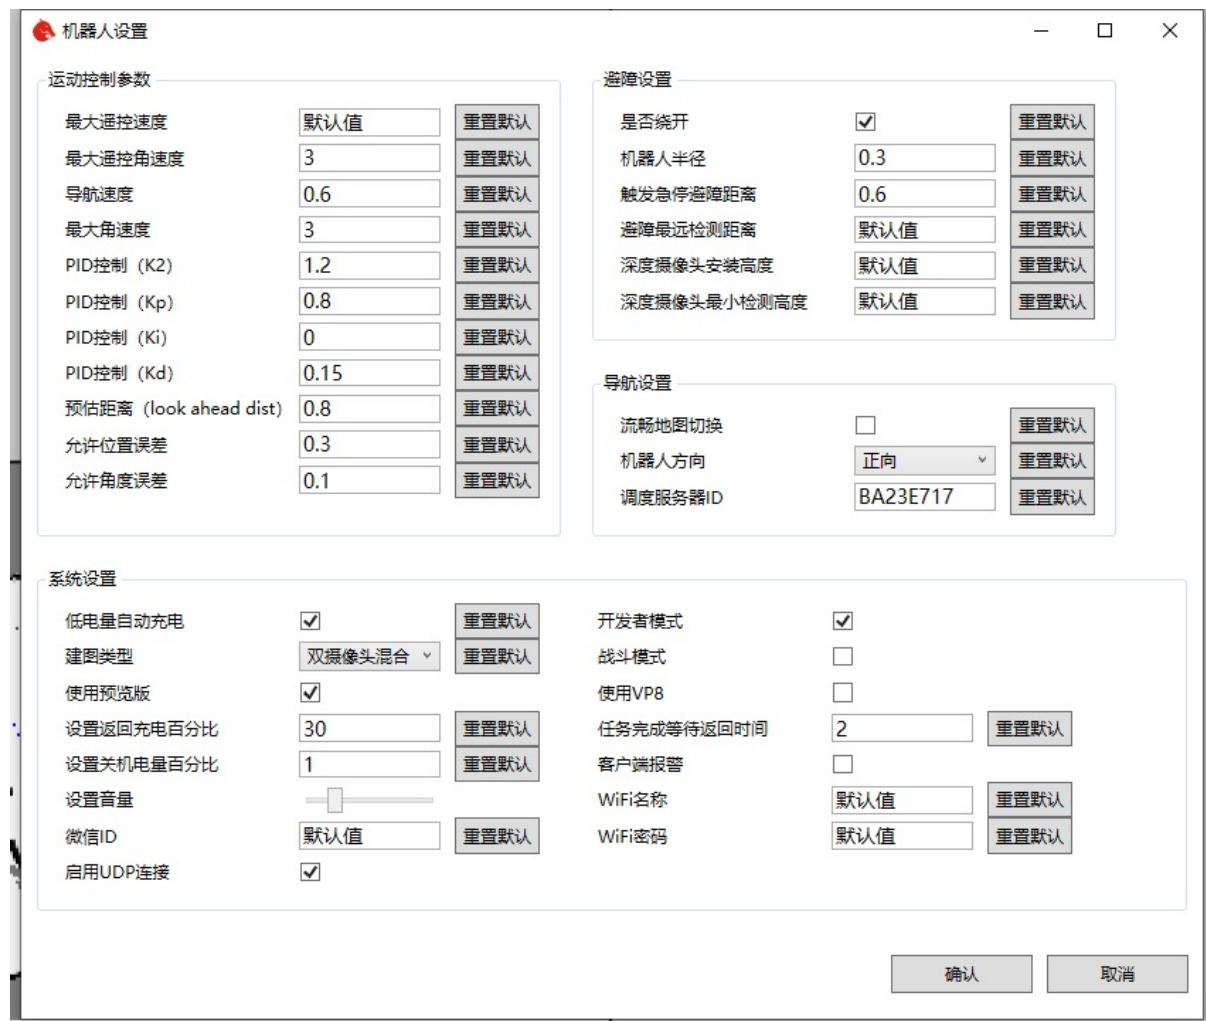 机器人设置
运动控制参数
最大遥控速度 默认值 重置默认
最大遥控角速度 3 重置默认
导航速度 0.6 重置默认
最大角速度 3 重置默认
PID控制（K2） 1.2 重置默认
PID控制（Kp） 0.8 重置默认
PID控制（Ki） 0 重置默认
PID控制（Kd） 0.15 重置默认
预估距离（look ahead dist） 0.8 重置默认
允许位置误差 0.3 重置默认
允许角度误差 0.1 重置默认
避障设置
是否绕开 重置默认
机器人半径 0.3 重置默认
触发急停避障距离 0.6 重置默认
避障最远检测距离 默认值 重置默认
深度摄像头安装高度 默认值 重置默认
深度摄像头最小检测高度 默认值 重置默认
导航设置
流畅地图切换 重置默认
机器人方向 正向 重置默认
调度服务器ID BA23E717 重置默认
系统设置
低电量自动充电 重置默认
建图类型 双摄像头混合 重置默认
使用预览版
设置返回充电百分比 30 重置默认
设置关机电量百分比 1 重置默认
设置音量
微信ID 默认值 重置默认
启用UDP连接
开发者模式
战斗模式
使用VP8
任务完成等待返回时间 2 重置默认
客户端报警
WiFi名称 默认值 重置默认
WiFi密码 默认值 重置默认
确认 取消